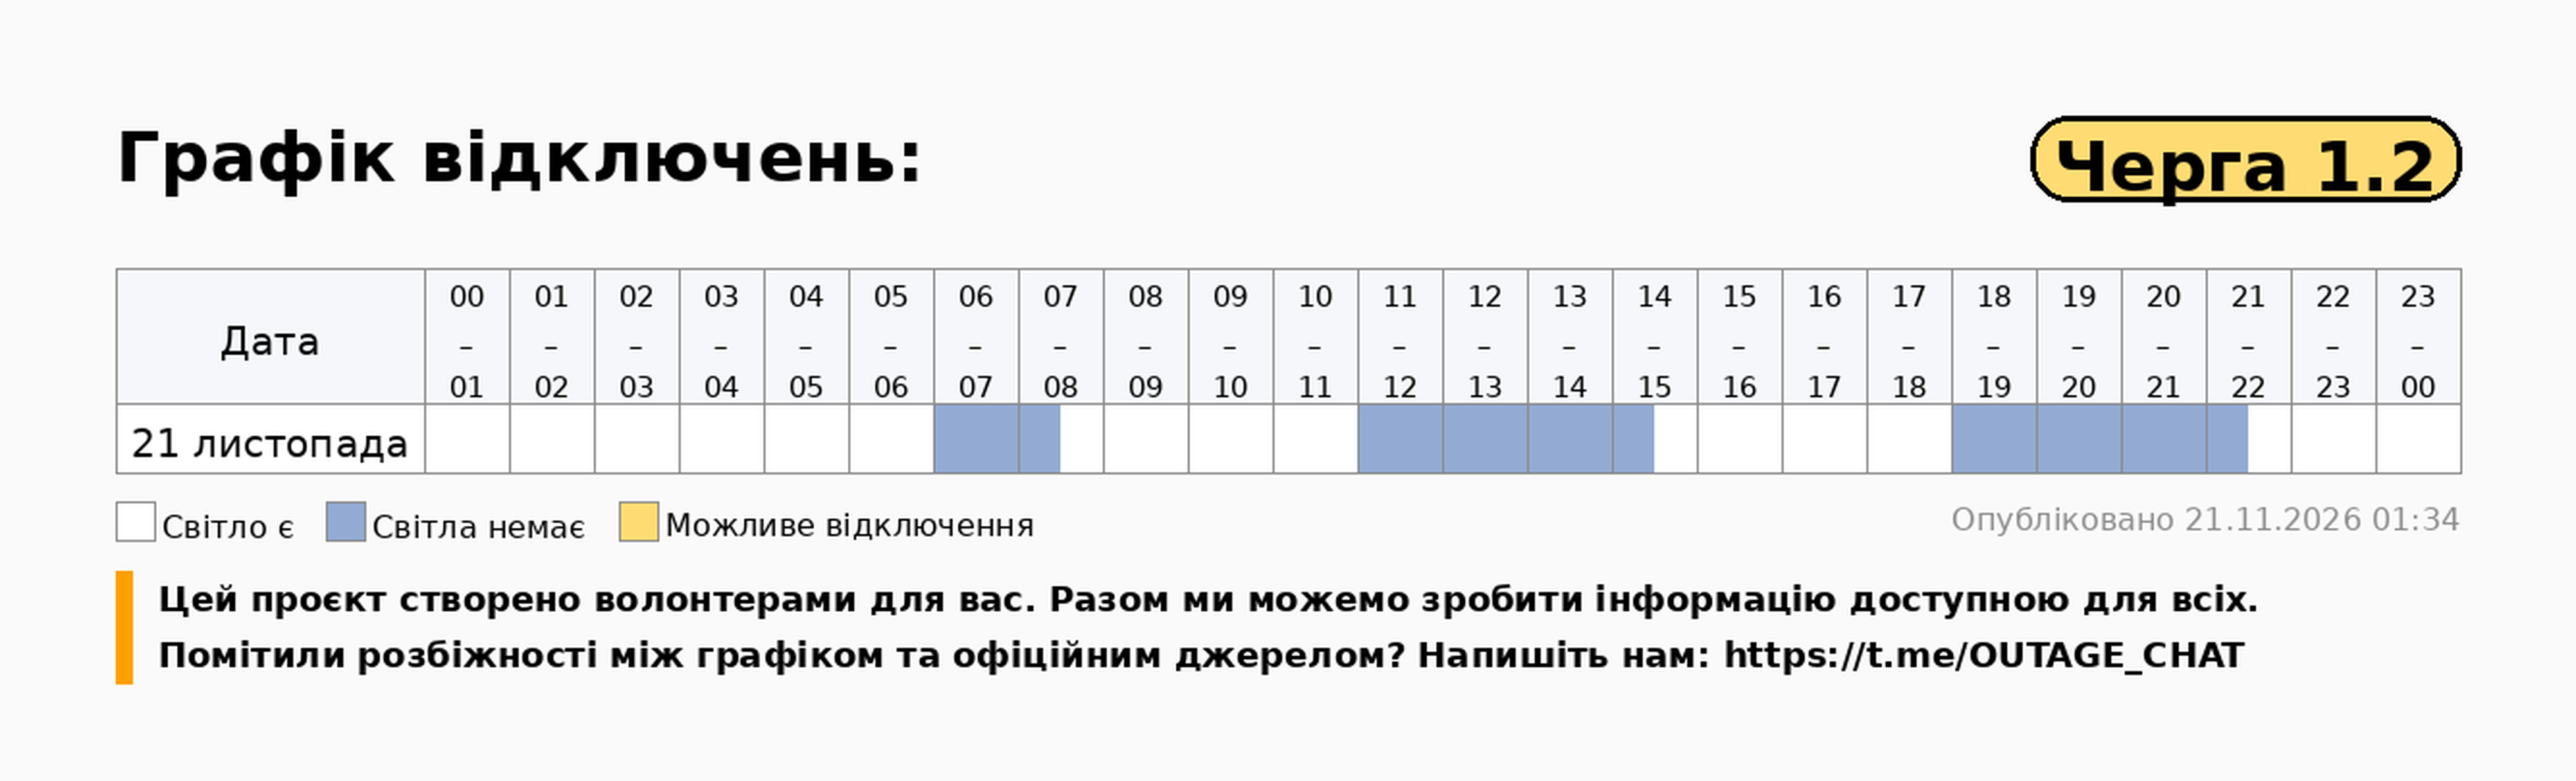 Графік відключень:
Черга 1.2
Дата
00 – 01
01 – 02
02 – 03
03 – 04
04 – 05
05 – 06
06 – 07
07 – 08
08 – 09
09 – 10
10 – 11
11 – 12
12 – 13
13 – 14
14 – 15
15 – 16
16 – 17
17 – 18
18 – 19
19 – 20
20 – 21
21 – 22
22 – 23
23 – 00
21 листопада
Світло є
Світла немає
Можливе відключення
Опубліковано 21.11.2026 01:34
Цей проєкт створено волонтерами для вас. Разом ми можемо зробити інформацію доступною для всіх.
Помітили розбіжності між графіком та офіційним джерелом? Напишіть нам: https://t.me/OUTAGE_CHAT